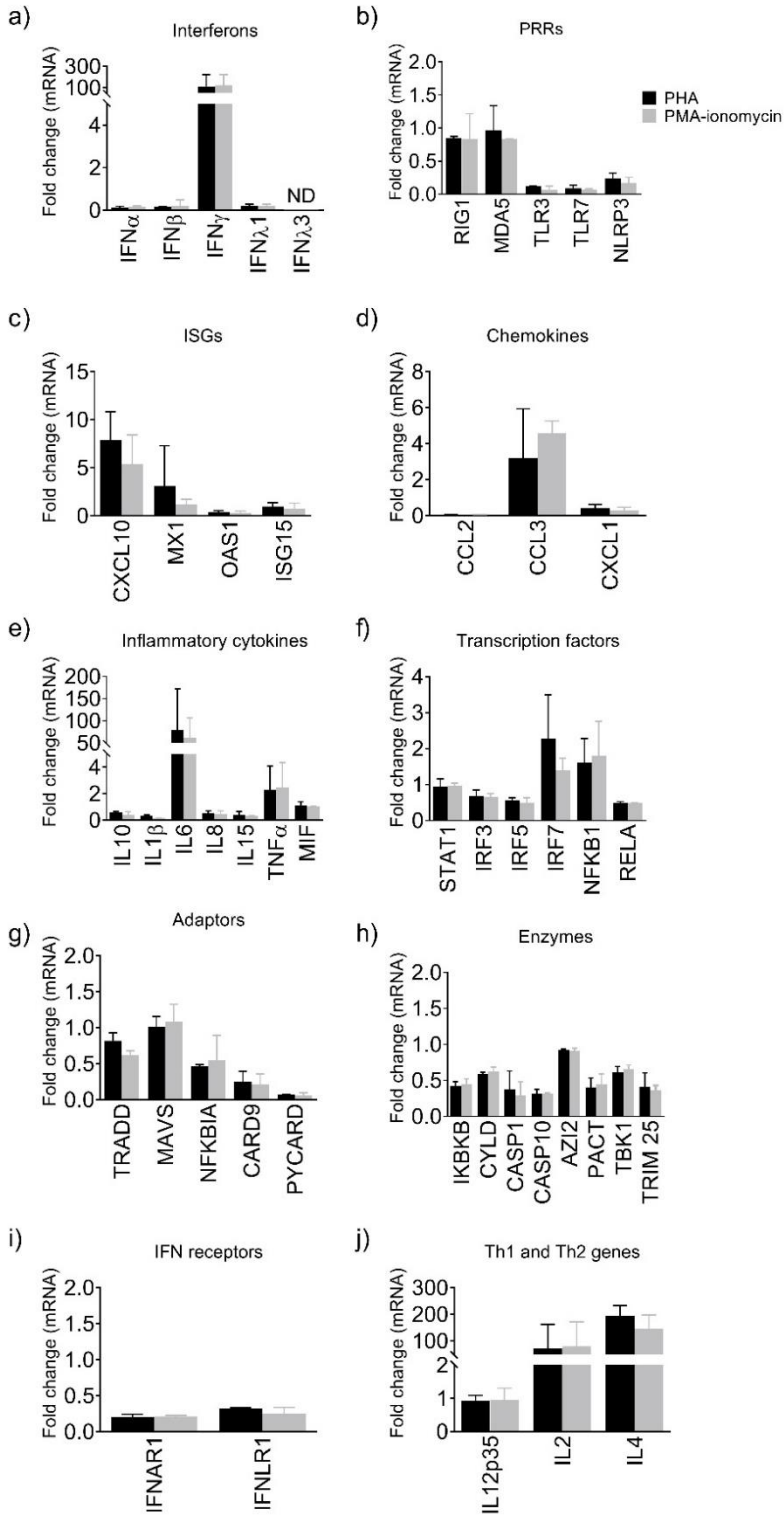 a)
Interferons
Fold change (mRNA)
300
100
4
2
0
ND
IFNα
IFNβ
IFNγ
IFNλ1
IFNλ3
b)
PRRs
Fold change (mRNA)
2.0
1.5
1.0
0.5
0.0
RIG1
MDA5
TLR3
TLR7
NLRP3
PHA
PMA-ionomycin
c)
ISGs
Fold change (mRNA)
15
10
5
0
CXCL10
MX1
OAS1
ISG15
d)
Chemokines
Fold change (mRNA)
8
6
4
2
0
CCL2
CCL3
CXCL1
e)
Inflammatory cytokines
Fold change (mRNA)
200
150
100
50
4
2
0
IL10
IL1β
IL6
IL8
IL15
TNFα
MIF
f)
Transcription factors
Fold change (mRNA)
4
3
2
1
0
STAT1
IRF3
IRF5
IRF7
NFKB1
RELA
g)
Adaptors
Fold change (mRNA)
2.0
1.5
1.0
0.5
0.0
TRADD
MAVS
NFKBIA
CARD9
PYCARD
h)
Enzymes
Fold change (mRNA)
2.0
1.5
1.0
0.5
0.0
IKBKB
CYLD
CASP1
CASP10
AZI2
PACT
TBK1
TRIM 25
i)
IFN receptors
Fold change (mRNA)
2.0
1.5
1.0
0.5
0.0
IFNAR1
IFNLR1
j)
Th1 and Th2 genes
Fold change (mRNA)
300
200
100
2
1
0
IL12p35
IL2
IL4